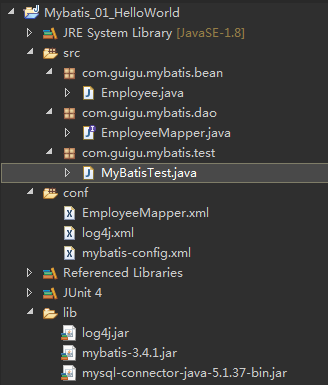 Mybatis_01_HelloWorld
JRE System Library [JavaSE-1.8]
src
com.guigu.mybatis.bean
Employee.java
com.guigu.mybatis.dao
EmployeeMapper.java
com.guigu.mybatis.test
MyBatisTest.java
conf
EmployeeMapper.xml
log4j.xml
mybatis-config.xml
Referenced Libraries
JUnit 4
lib
log4j.jar
mybatis-3.4.1.jar
mysql-connector-java-5.1.37-bin.jar